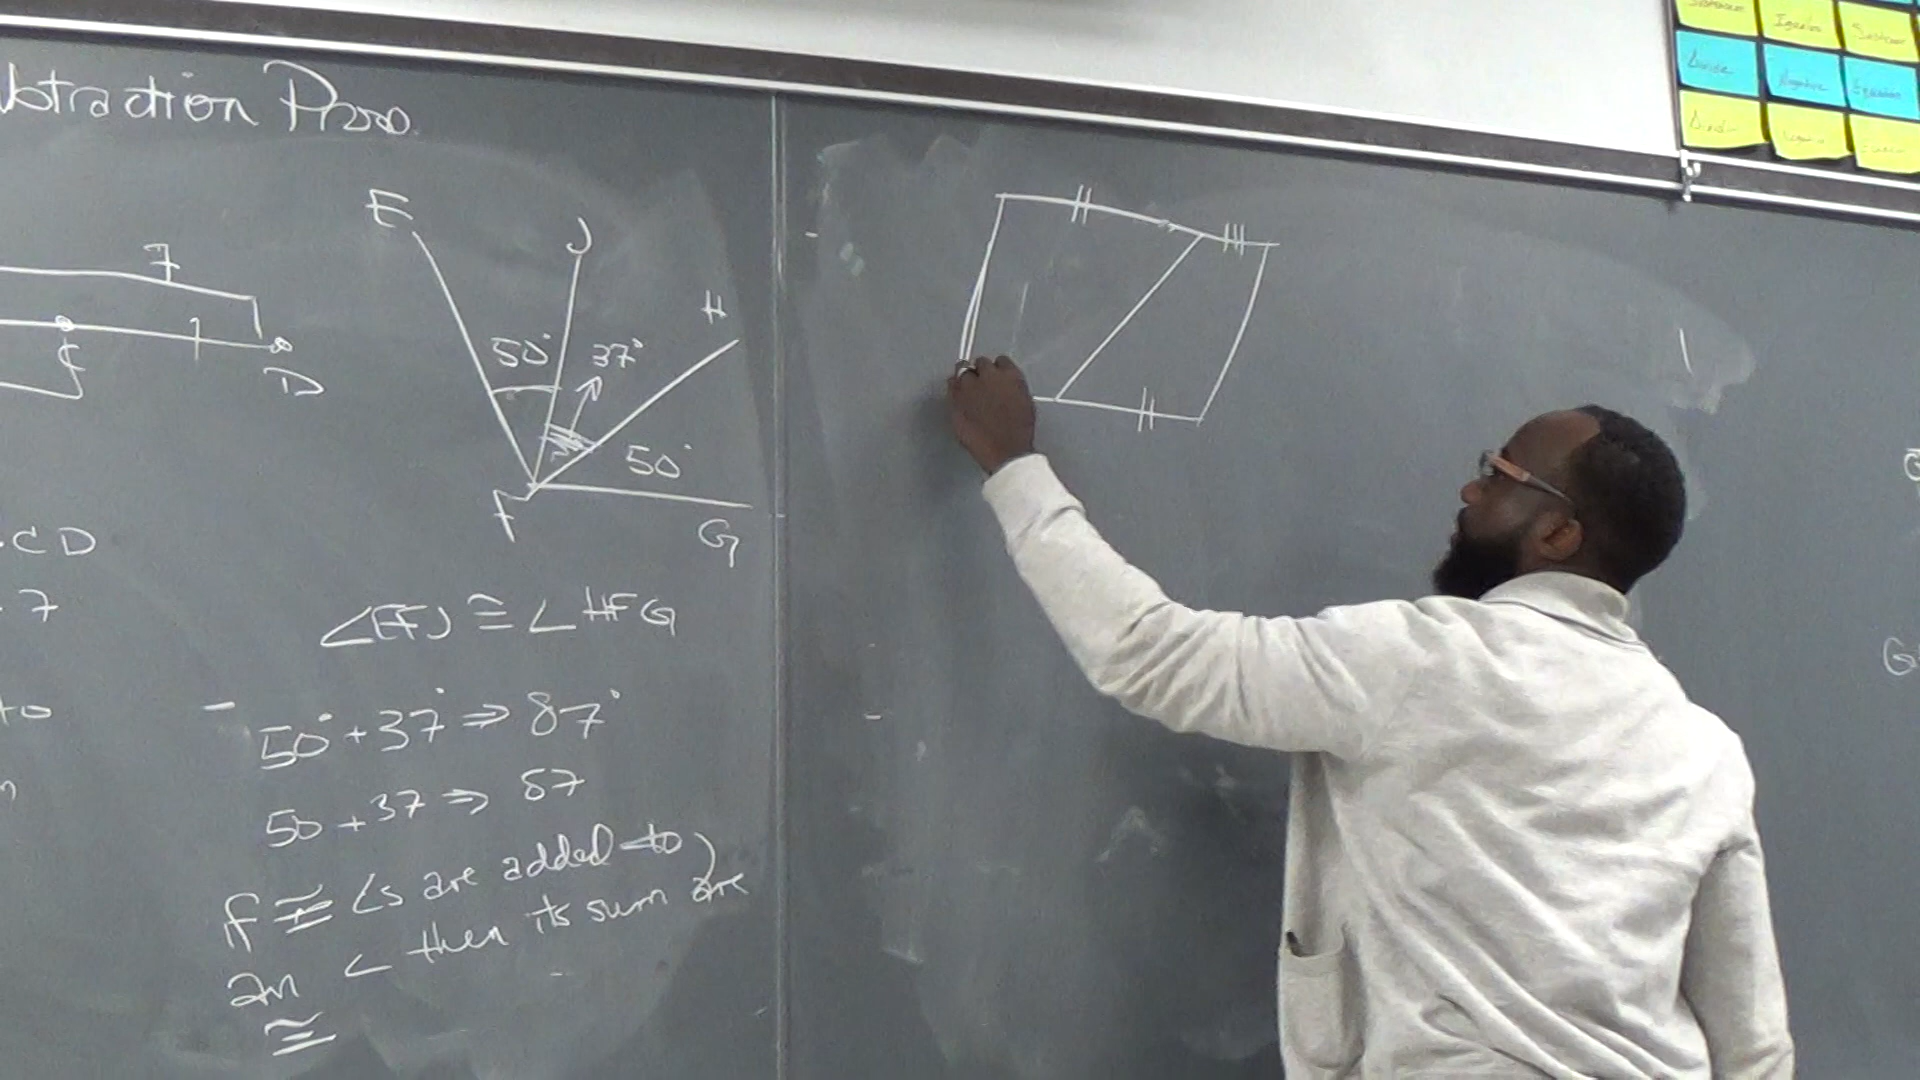 btraction Proo
7
C
D
CD
7
to
n
E
J
H
50°
37°
50°
F
G
∠EFJ ≅ ∠HFG
50° + 37° ⇒ 87°
50 + 37 ⇒ 87
If ≅ ∠s are added to
an ∠ then its sum are
≅
G
Divide